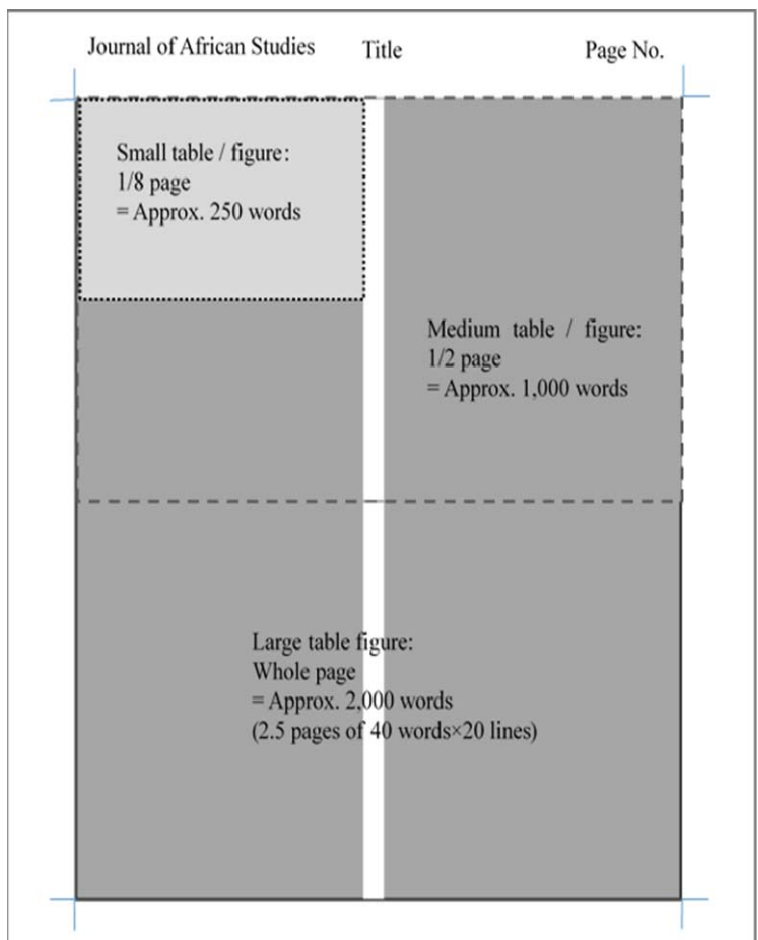 Journal of African Studies Title Page No.
Small table / figure:
1/8 page
= Approx. 250 words
Medium table / figure:
1/2 page
= Approx. 1,000 words
Large table figure:
Whole page
= Approx. 2,000 words
(2.5 pages of 40 words×20 lines)